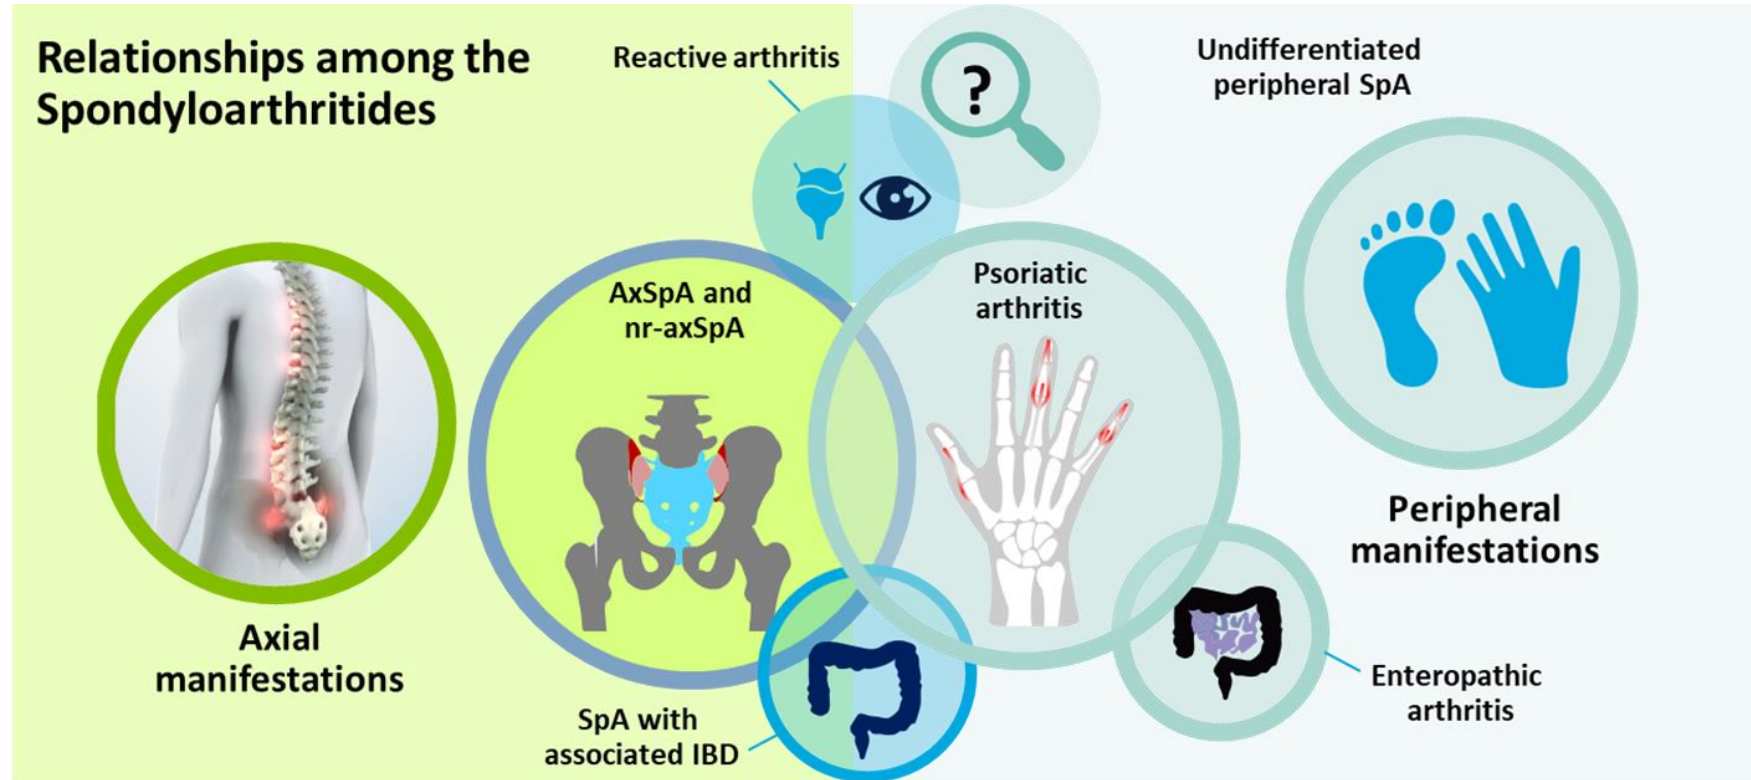 Relationships among the
Spondyloarthritides
Reactive arthritis
?
Undifferentiated
peripheral SpA
AxSpA and
nr-axSpA
Psoriatic
arthritis
Axial
manifestations
Peripheral
manifestations
SpA with
associated IBD
Enteropathic
arthritis